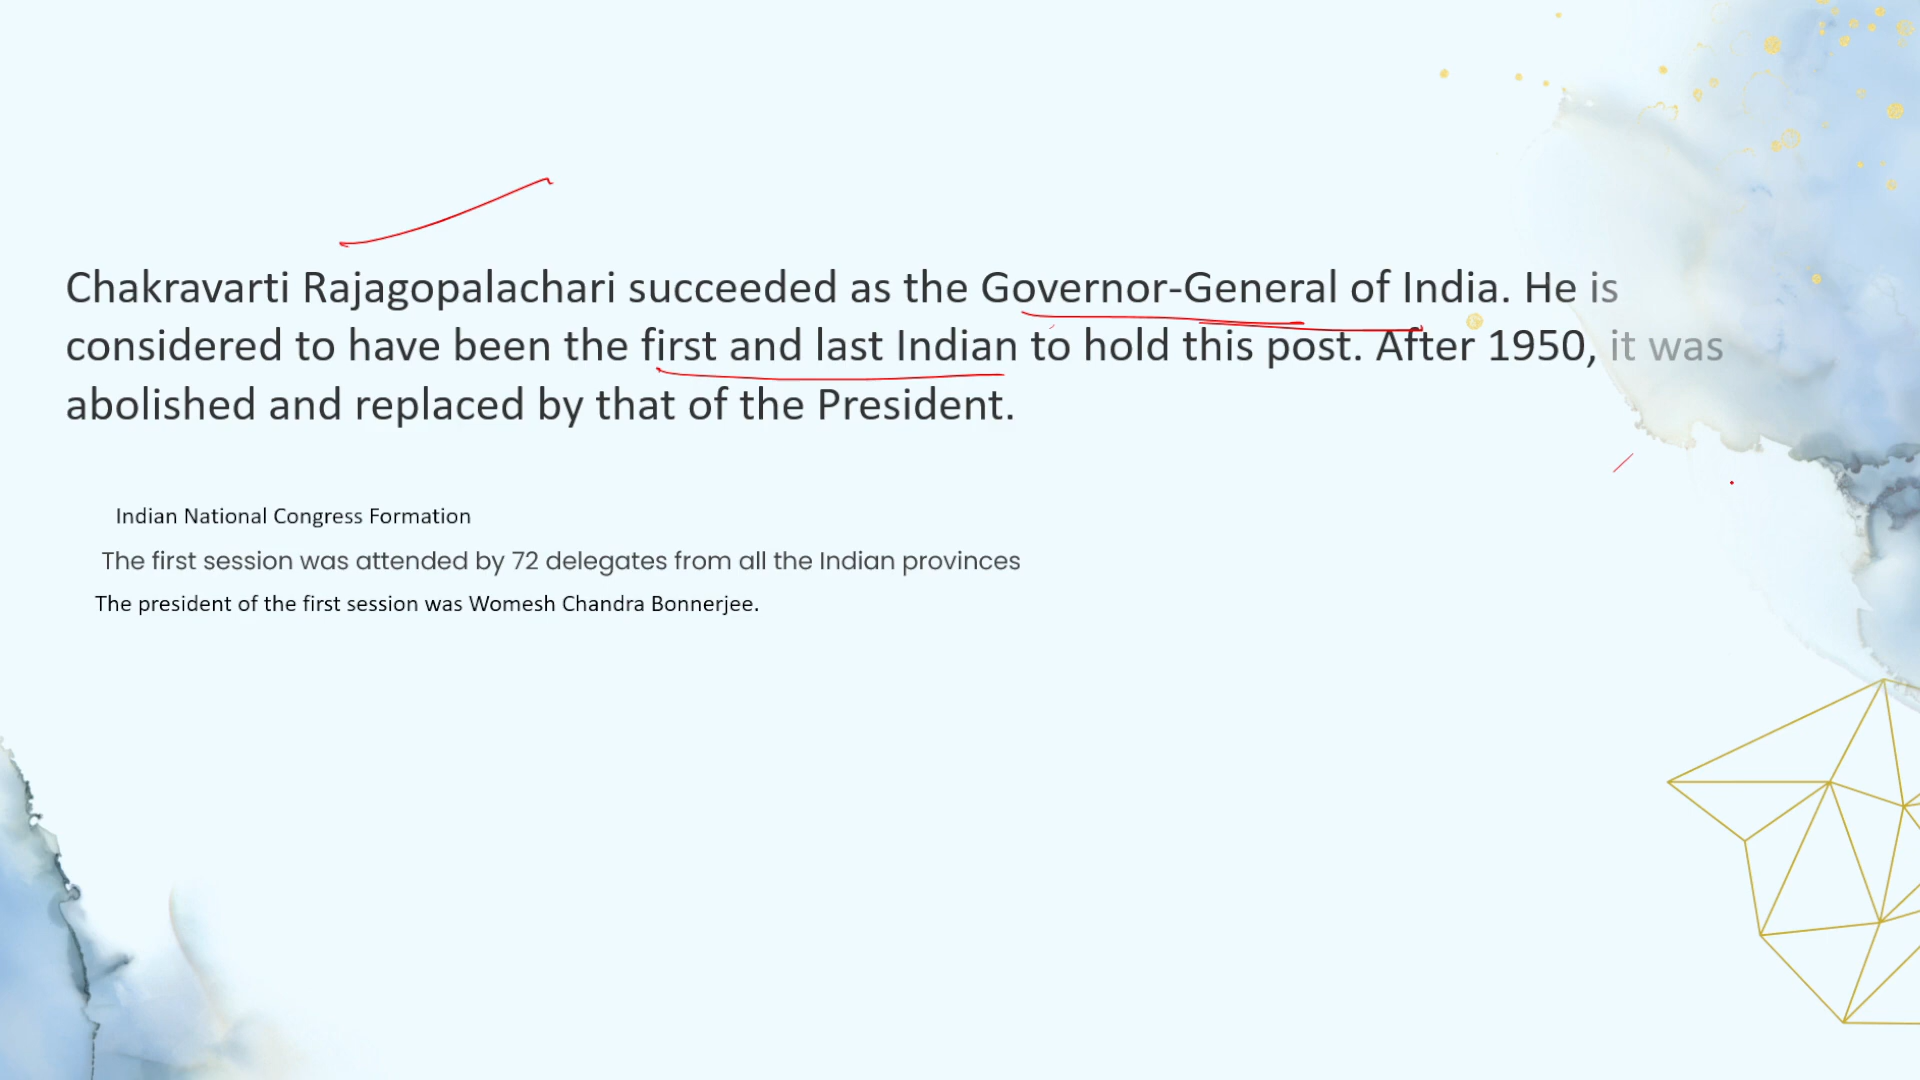 Chakravarti Rajagopalachari succeeded as the Governor-General of India. He is
considered to have been the first and last Indian to hold this post. After 1950, it was
abolished and replaced by that of the President.
Indian National Congress Formation
The first session was attended by 72 delegates from all the Indian provinces
The president of the first session was Womesh Chandra Bonnerjee.